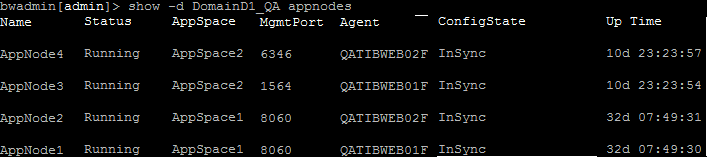 bwadmin[admin]> show -d DomainD1_QA appnodes
Name Status AppSpace MgmtPort Agent ConfigState Up Time
AppNode4 Running AppSpace2 6346 QATIBWEB02F InSync 10d 23:23:57
AppNode3 Running AppSpace2 1564 QATIBWEB01F InSync 10d 23:23:54
AppNode2 Running AppSpace1 8060 QATIBWEB02F InSync 32d 07:49:31
AppNode1 Running AppSpace1 8060 QATIBWEB01F InSync 32d 07:49:30